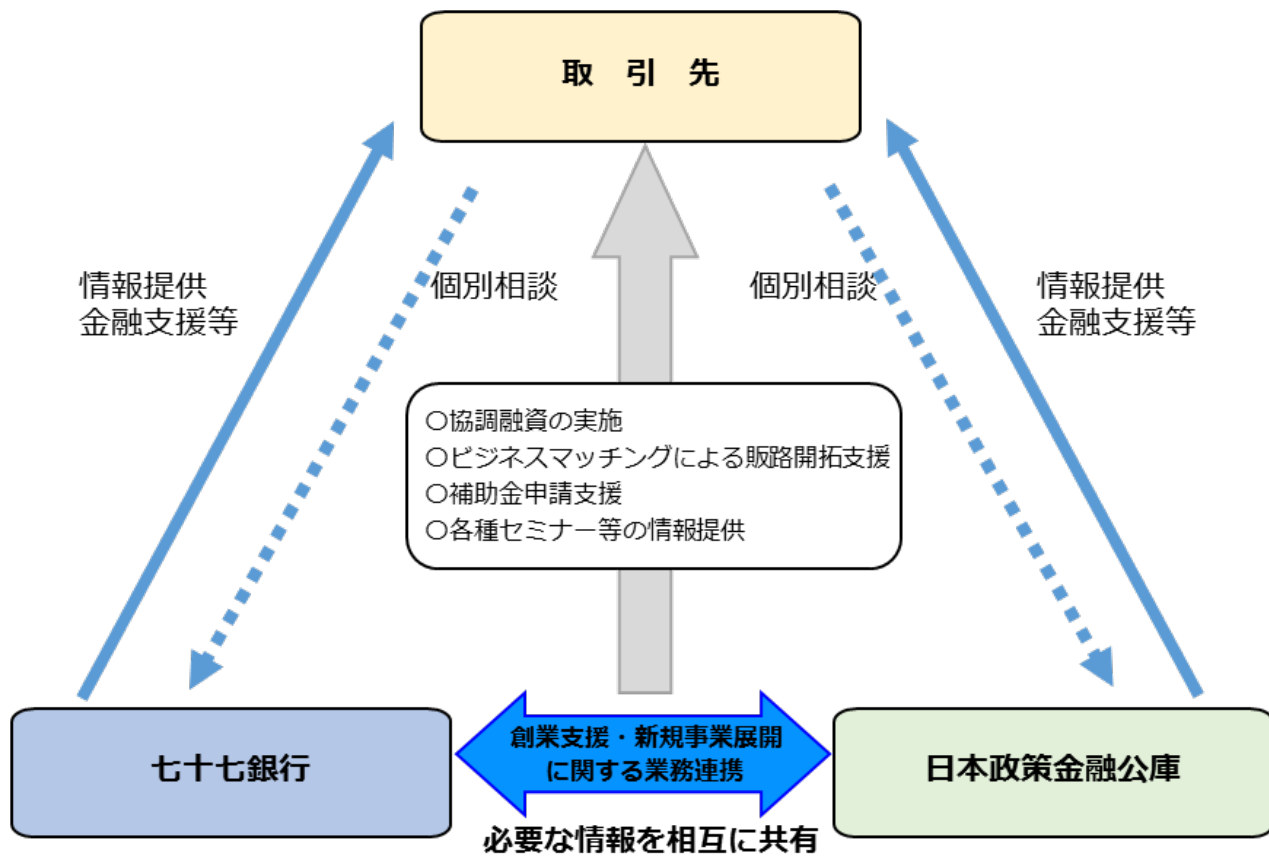 取 引 先
情報提供
金融支援等
個別相談
個別相談
情報提供
金融支援等
○協調融資の実施
○ビジネスマッチングによる販路開拓支援
○補助金申請支援
○各種セミナー等の情報提供
七十七銀行
創業支援・新規事業展開
に関する業務連携
日本政策金融公庫
必要な情報を相互に共有